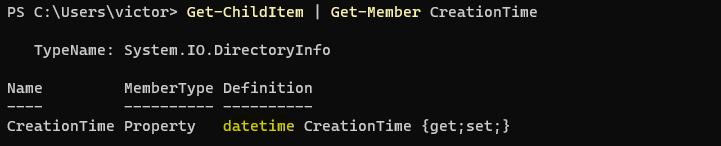 PS C:\Users\victor> Get-ChildItem | Get-Member CreationTime
   TypeName: System.IO.DirectoryInfo
Name         MemberType Definition
----         ---------- ----------
CreationTime Property   datetime CreationTime {get;set;}